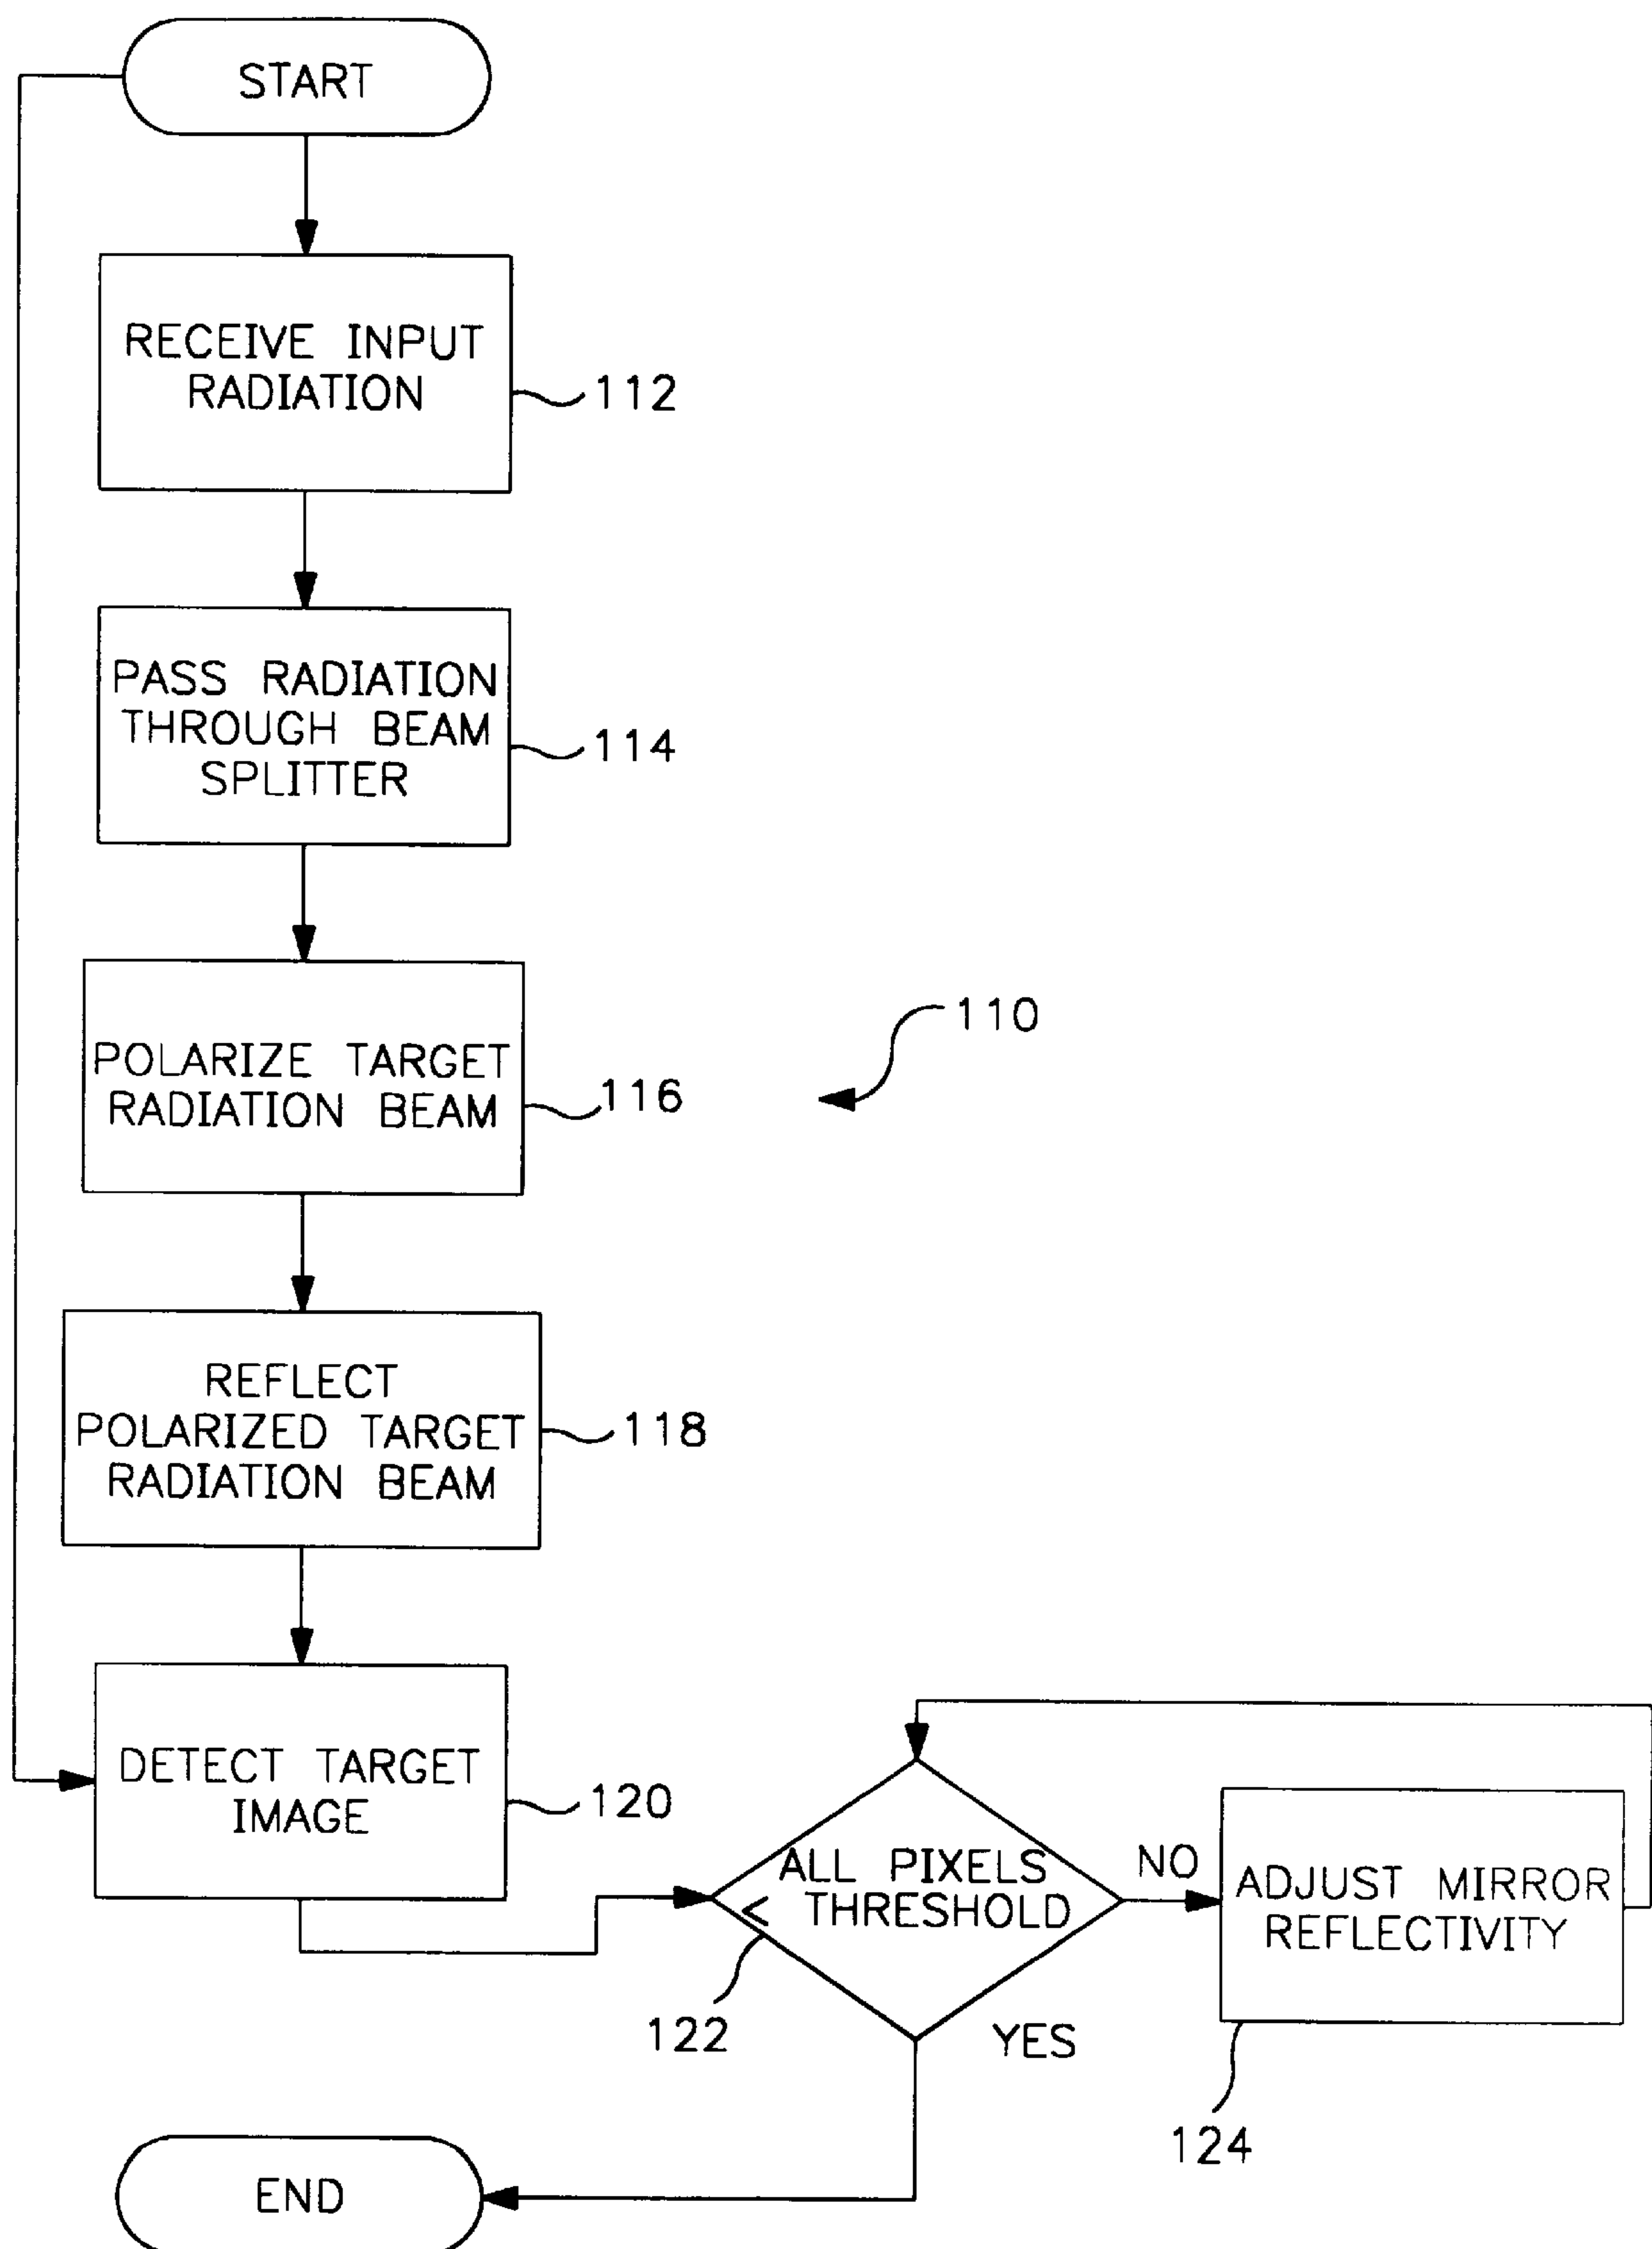 START
RECEIVE INPUT
RADIATION
112
PASS RADIATION
THROUGH BEAM
SPLITTER
114
POLARIZE TARGET
RADIATION BEAM
116
110
REFLECT
POLARIZED TARGET
RADIATION BEAM
118
DETECT TARGET
IMAGE
120
ALL PIXELS
< THRESHOLD
122
NO
YES
ADJUST MIRROR
REFLECTIVITY
124
END